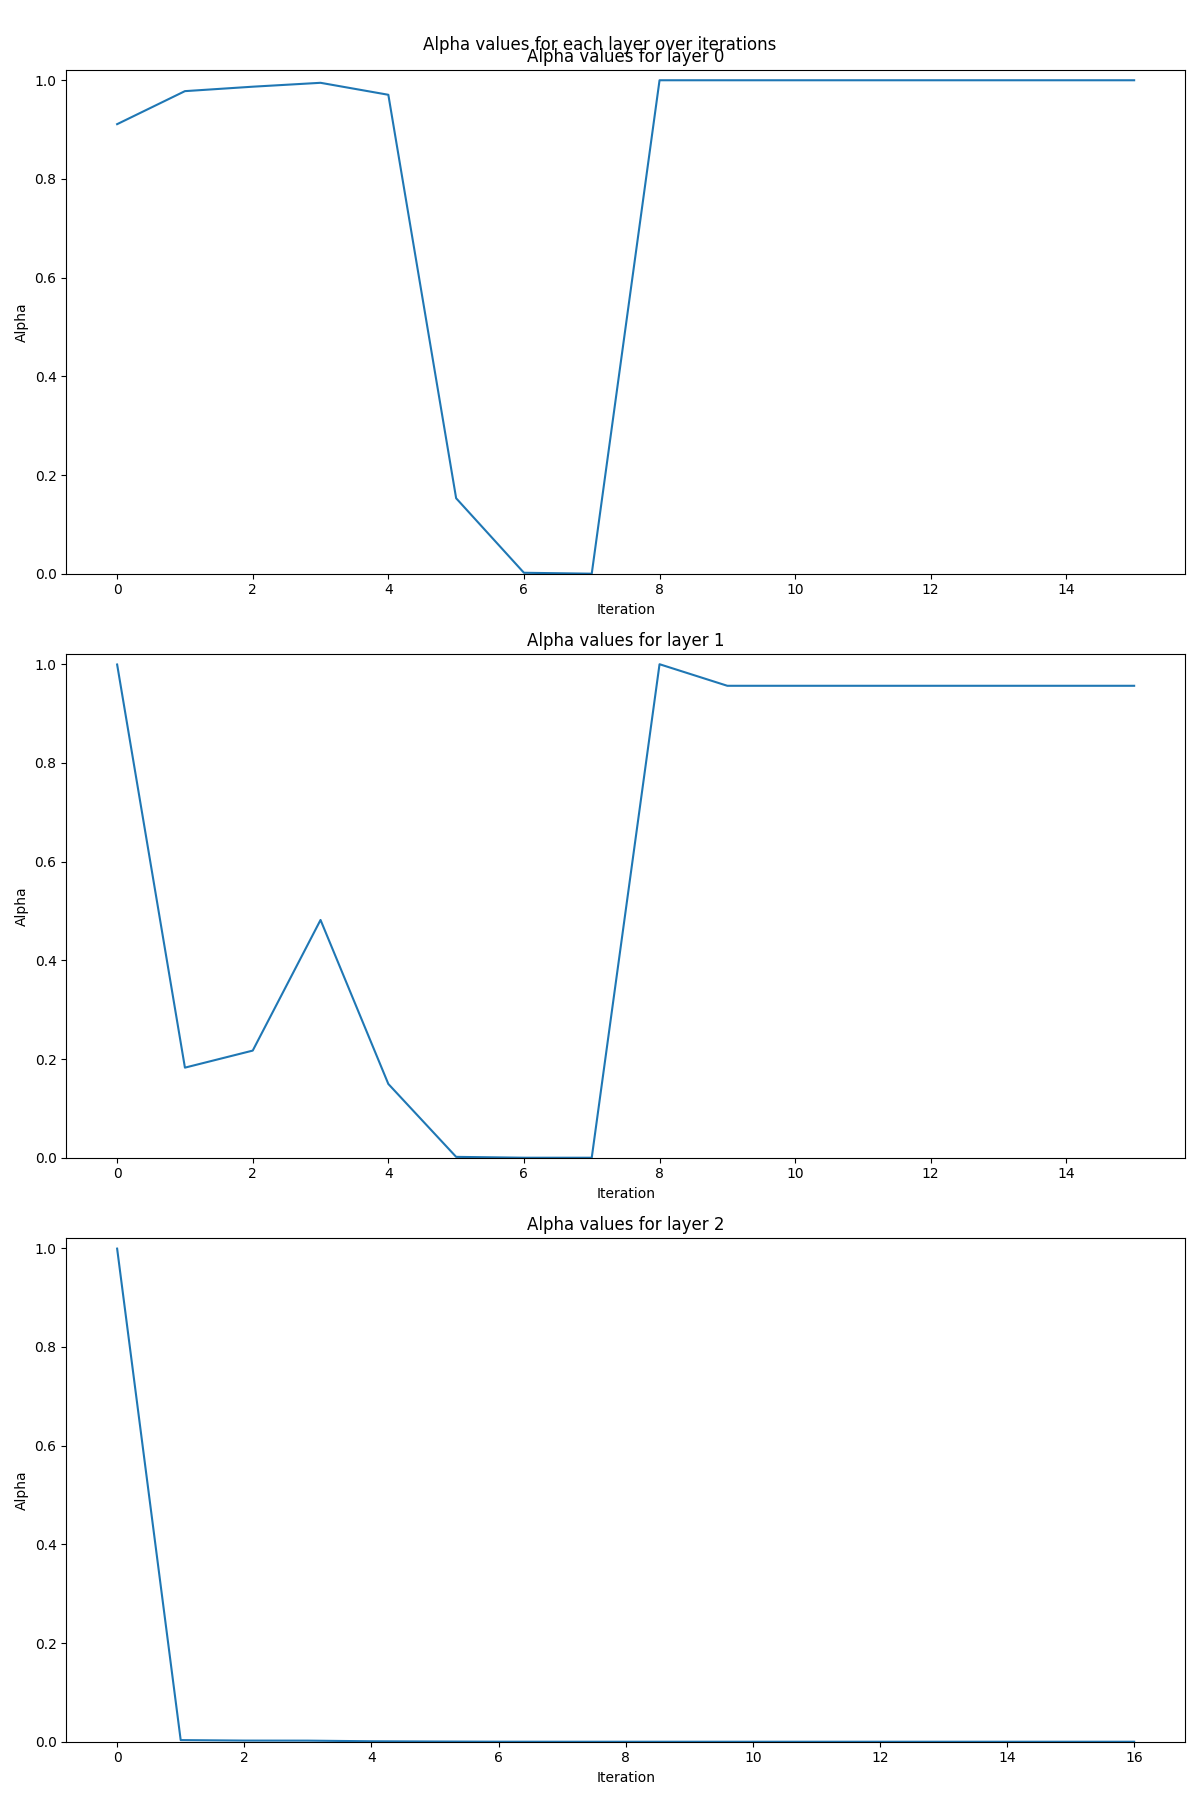 Alpha values for each layer over iterations
Alpha values for layer 0
1.0
0.8
0.6
0.4
0.2
0.0
Alpha
0 2 4 6 8 10 12 14
Iteration
Alpha values for layer 1
1.0
0.8
0.6
0.4
0.2
0.0
Alpha
0 2 4 6 8 10 12 14
Iteration
Alpha values for layer 2
1.0
0.8
0.6
0.4
0.2
0.0
Alpha
0 2 4 6 8 10 12 14 16
Iteration